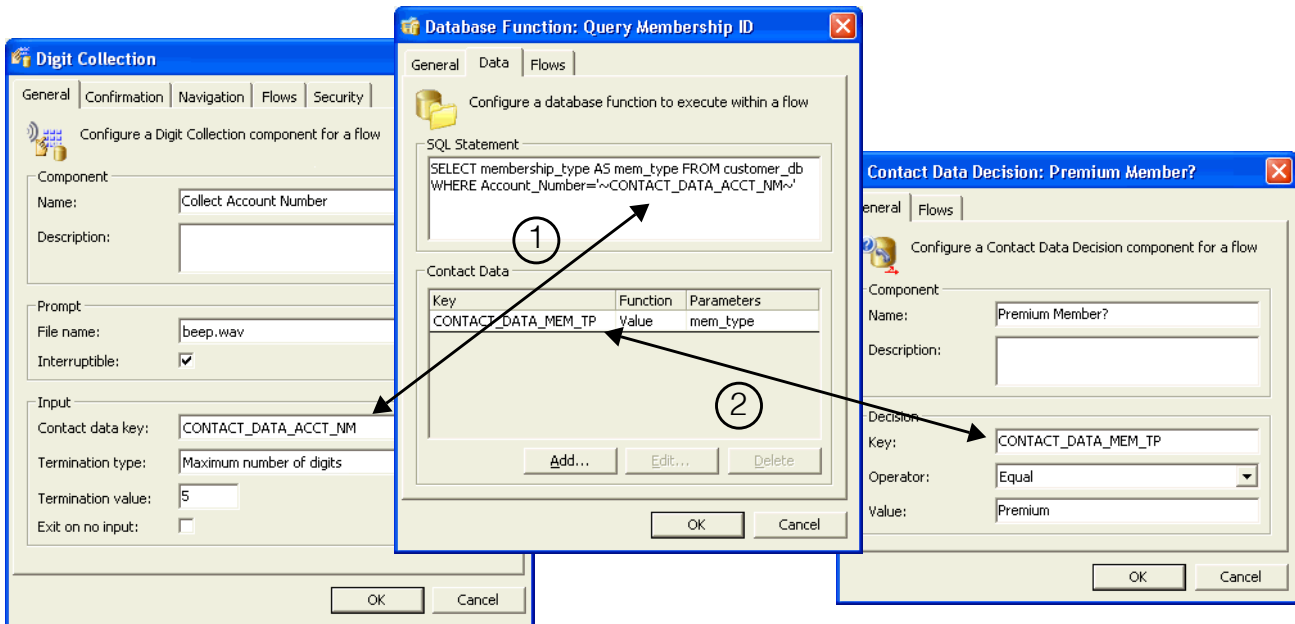 Digit Collection
General Confirmation Navigation Flows Security
Configure a Digit Collection component for a flow
Component
Name: Collect Account Number
Description:
Prompt
File name: beep.wav
Interruptible:
Input
Contact data key: CONTACT_DATA_ACCT_NM
Termination type: Maximum number of digits
Termination value: 5
Exit on no input:
OK Cancel
Database Function: Query Membership ID
General Data Flows
Configure a database function to execute within a flow
SQL Statement
SELECT membership_type AS mem_type FROM customer_db
WHERE Account_Number='~CONTACT_DATA_ACCT_NM~'
1
Contact Data
Key Function Parameters
CONTACT_DATA_MEM_TP Value mem_type
2
Add... Edit... Delete
OK Cancel
Contact Data Decision: Premium Member?
eneral Flows
Configure a Contact Data Decision component for a flow
Component
Name: Premium Member?
Description:
Decision
Key: CONTACT_DATA_MEM_TP
Operator: Equal
Value: Premium
OK Cancel